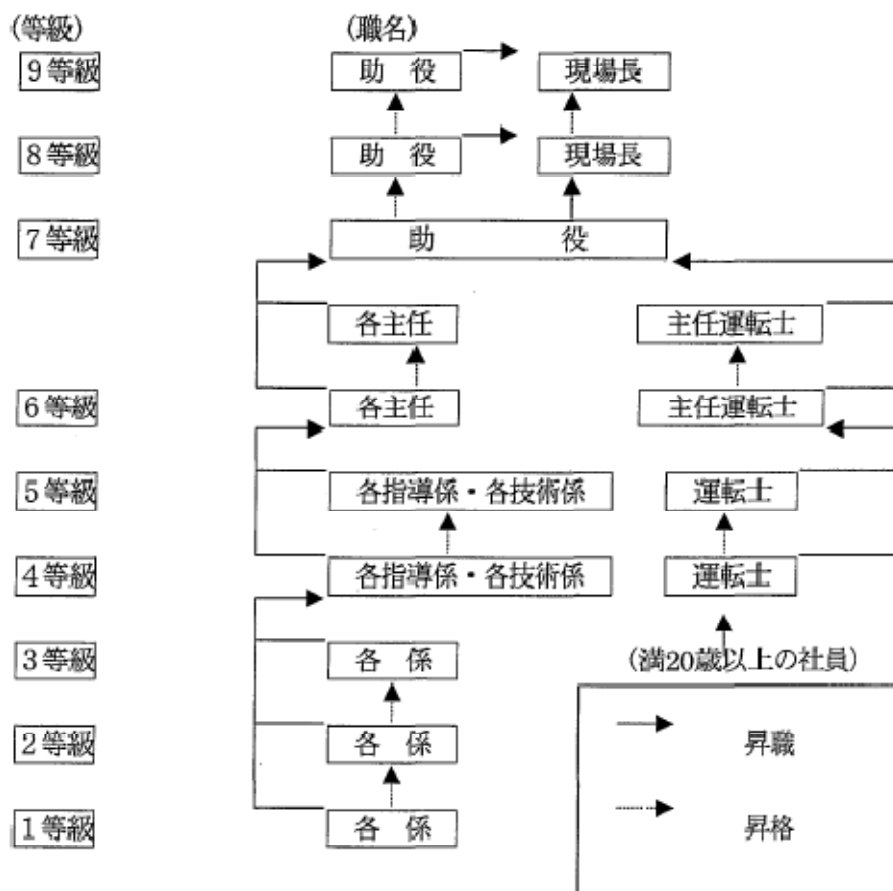 (等級) (職名)
9等級 助 役 現場長
8等級 助 役 現場長
7等級 助 役
各主任 主任運転士
6等級 各主任 主任運転士
5等級 各指導係・各技術係 運転士
4等級 各指導係・各技術係 運転士
3等級 各 係 (満20歳以上の社員)
2等級 各 係 昇職
1等級 各 係 昇格